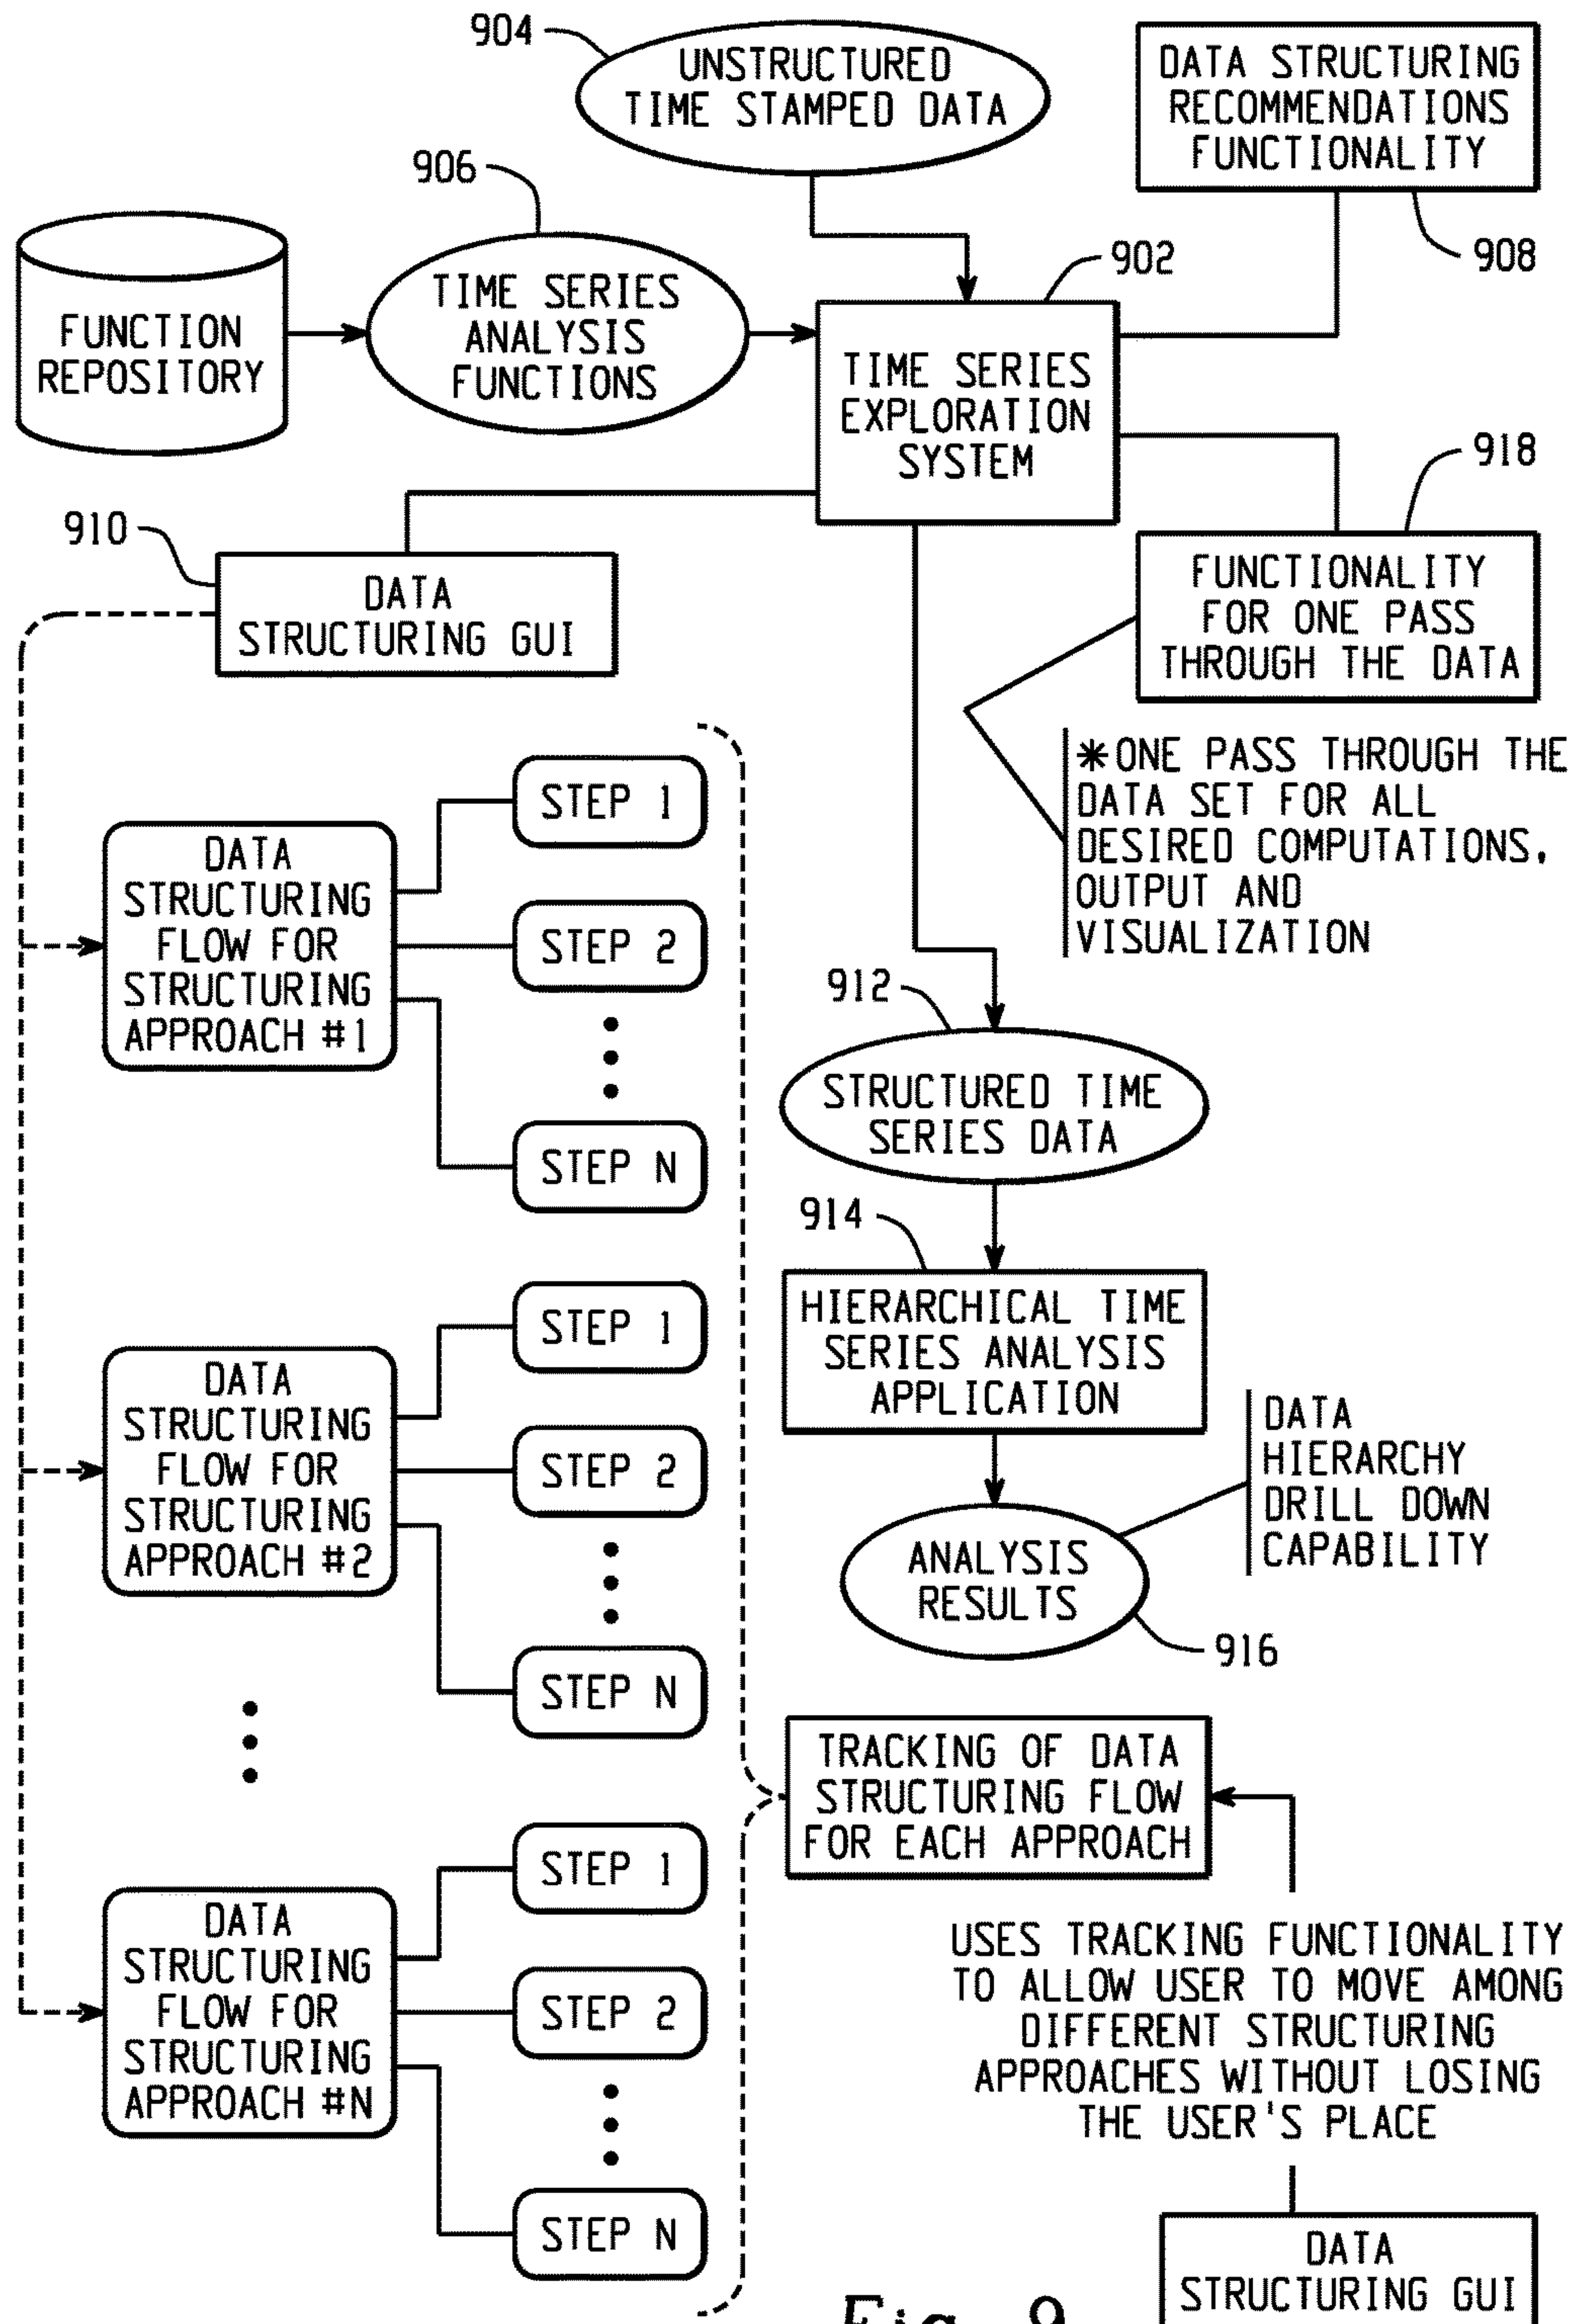 904
UNSTRUCTURED
TIME STAMPED DATA
DATA STRUCTURING
RECOMMENDATIONS
FUNCTIONALITY
908
906
FUNCTION
REPOSITORY
TIME SERIES
ANALYSIS
FUNCTIONS
902
TIME SERIES
EXPLORATION
SYSTEM
918
FUNCTIONALITY
FOR ONE PASS
THROUGH THE DATA
*ONE PASS THROUGH THE
DATA SET FOR ALL
DESIRED COMPUTATIONS,
OUTPUT AND
VISUALIZATION
910
DATA
STRUCTURING GUI
DATA
STRUCTURING
FLOW FOR
STRUCTURING
APPROACH #1
STEP 1
STEP 2
STEP N
DATA
STRUCTURING
FLOW FOR
STRUCTURING
APPROACH #2
STEP 1
STEP 2
STEP N
DATA
STRUCTURING
FLOW FOR
STRUCTURING
APPROACH #N
STEP 1
STEP 2
STEP N
912
STRUCTURED TIME
SERIES DATA
914
HIERARCHICAL TIME
SERIES ANALYSIS
APPLICATION
DATA
HIERARCHY
DRILL DOWN
CAPABILITY
ANALYSIS
RESULTS
916
TRACKING OF DATA
STRUCTURING FLOW
FOR EACH APPROACH
USES TRACKING FUNCTIONALITY
TO ALLOW USER TO MOVE AMONG
DIFFERENT STRUCTURING
APPROACHES WITHOUT LOSING
THE USER'S PLACE
DATA
STRUCTURING GUI
Fig. 9